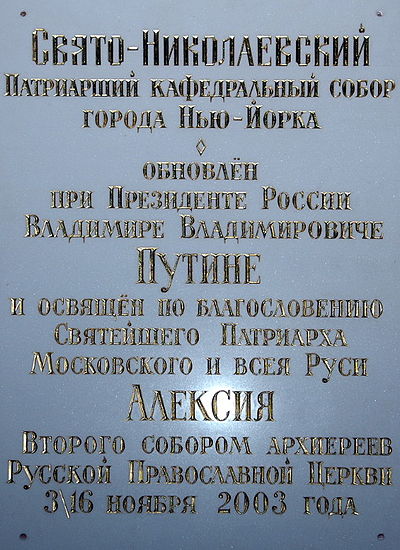 Свято-Николаевский
Патриарший кафедральный собор
города Нью-Йорка
обновлён
при Президенте России
Владимире Владимировиче
Путине
и освящён по благословению
Святейшего Патриарха
Московского и всея Руси
Алексия
Второго собором архиереев
Русской Православной Церкви
3\16 ноября 2003 года